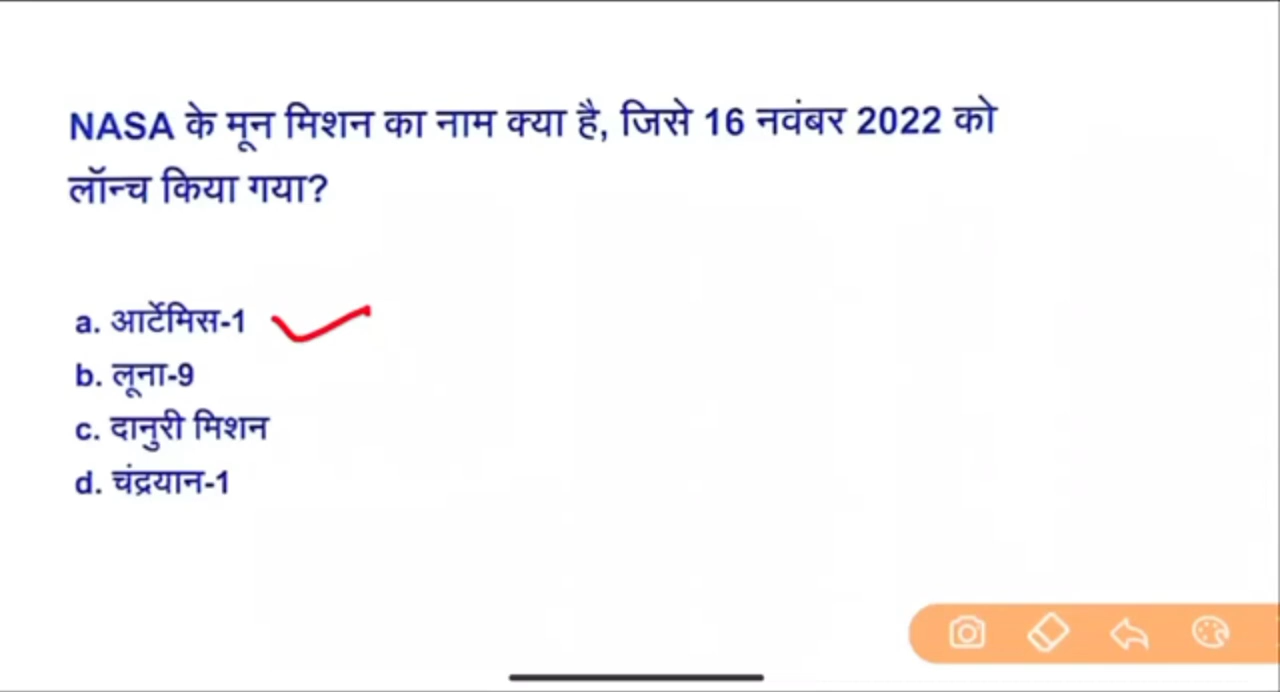 NASA के मून मिशन का नाम क्या है, जिसे 16 नवंबर 2022 को
लॉन्च किया गया?
a. आर्टेमिस-1
b. लूना-9
c. दानुरी मिशन
d. चंद्रयान-1